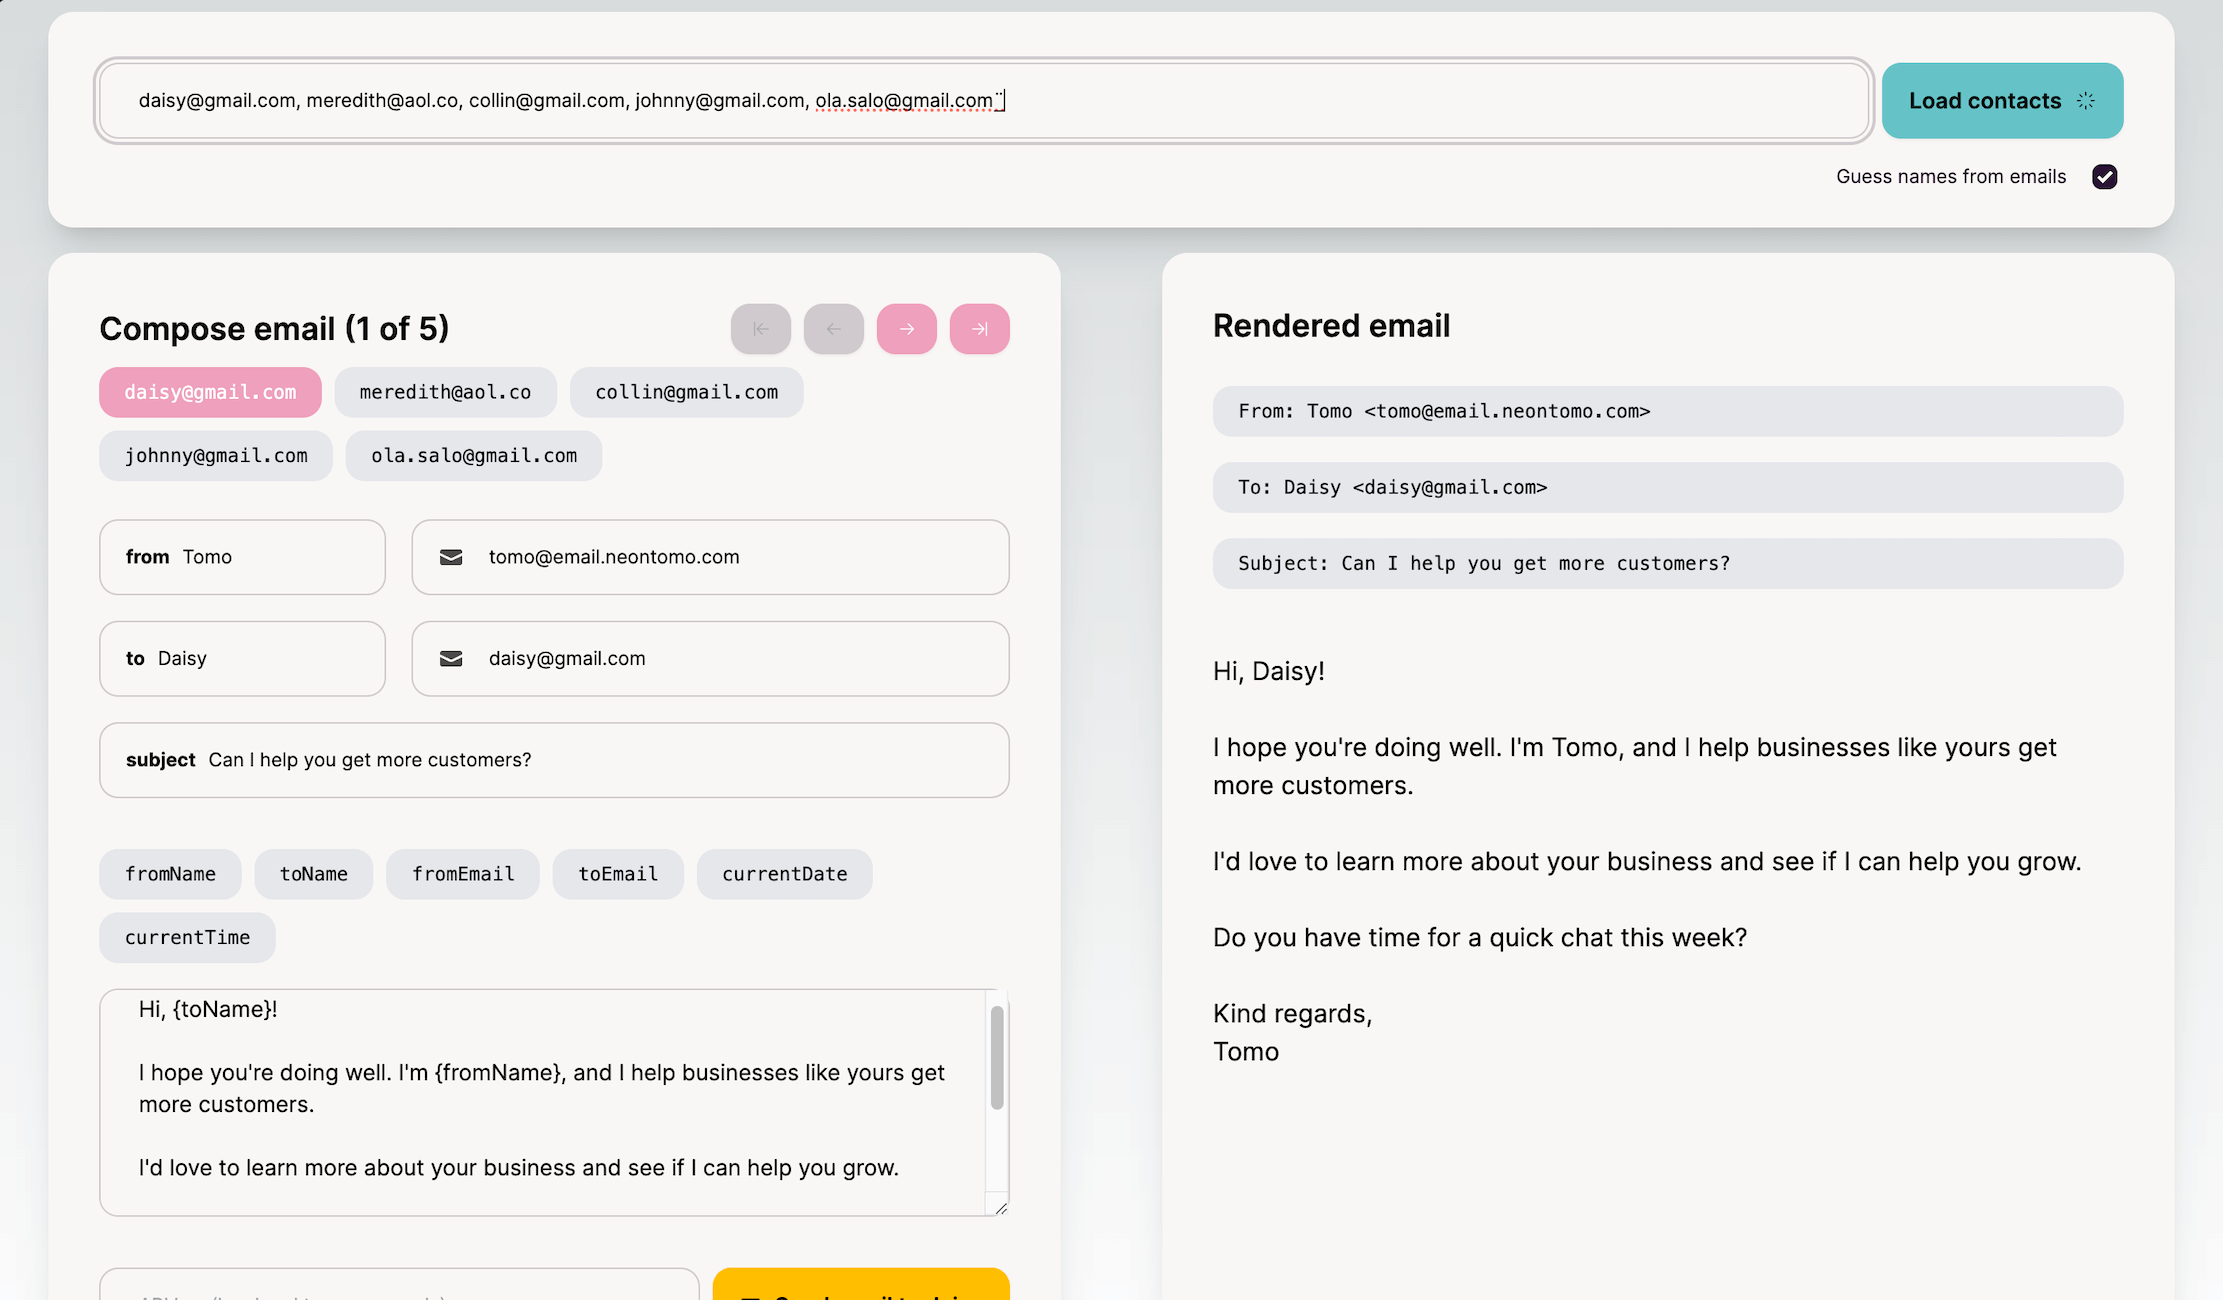 daisy@gmail.com, meredith@aol.co, collin@gmail.com, johnny@gmail.com, ola.salo@gmail.com¨
Load contacts
Guess names from emails
Compose email (1 of 5)
daisy@gmail.com meredith@aol.co collin@gmail.com
johnny@gmail.com ola.salo@gmail.com
from Tomo tomo@email.neontomo.com
to Daisy daisy@gmail.com
subject Can I help you get more customers?
fromName toName fromEmail toEmail currentDate
currentTime
Hi, {toName}!
I hope you're doing well. I'm {fromName}, and I help businesses like yours get
more customers.
I'd love to learn more about your business and see if I can help you grow.
Rendered email
From: Tomo <tomo@email.neontomo.com>
To: Daisy <daisy@gmail.com>
Subject: Can I help you get more customers?
Hi, Daisy!
I hope you're doing well. I'm Tomo, and I help businesses like yours get
more customers.
I'd love to learn more about your business and see if I can help you grow.
Do you have time for a quick chat this week?
Kind regards,
Tomo